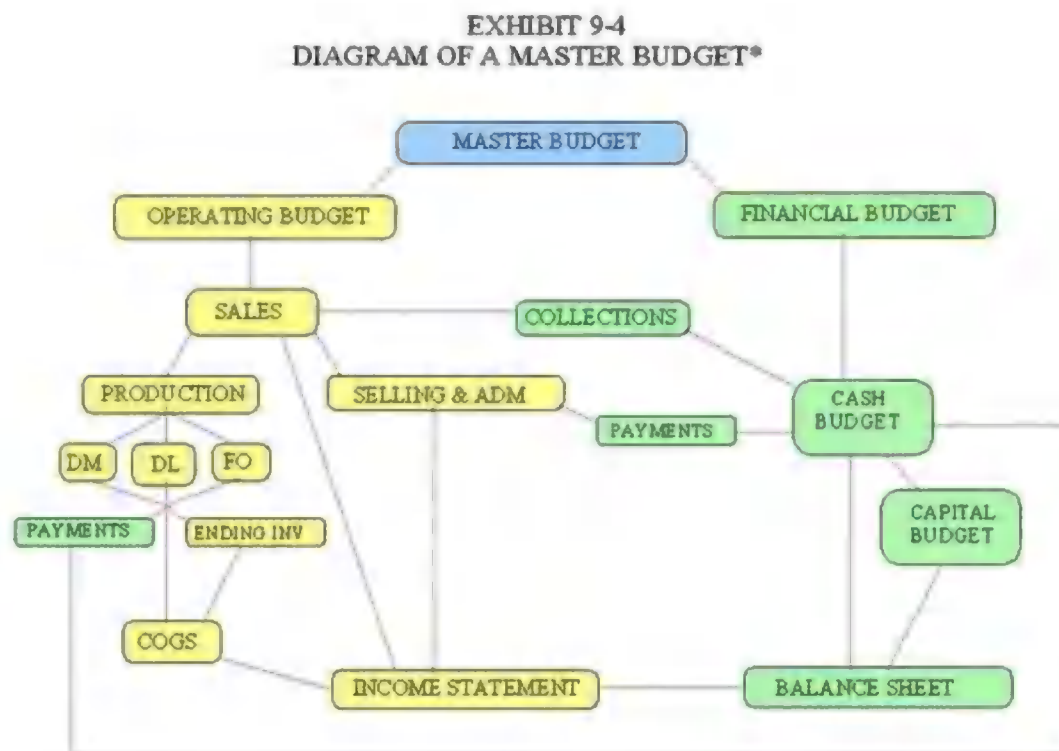 EXHIBIT 9-4
DIAGRAM OF A MASTER BUDGET*
MASTER BUDGET
OPERATING BUDGET
FINANCIAL BUDGET
SALES
COLLECTIONS
PRODUCTION
SELLING & ADM
CASH
BUDGET
PAYMENTS
DM
DL
FO
CAPITAL
BUDGET
PAYMENTS
ENDING INV
COGS
INCOME STATEMENT
BALANCE SHEET